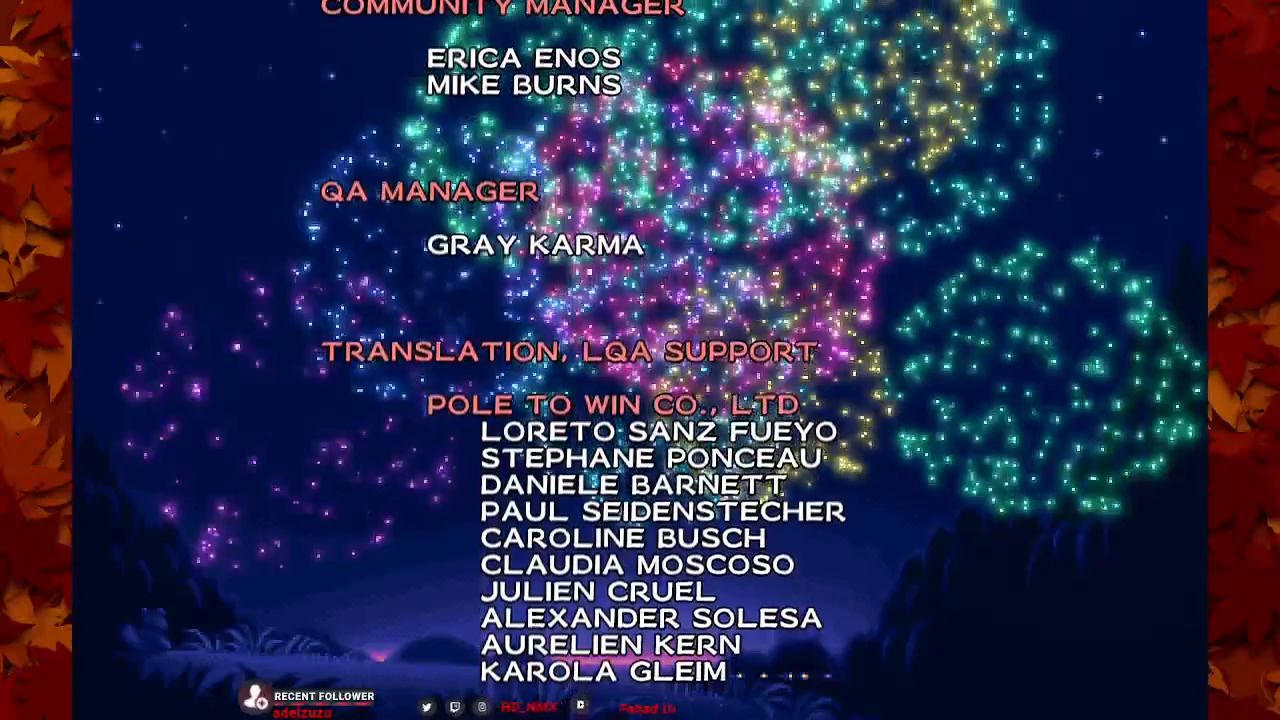 COMMUNITY MANAGER
ERICA ENOS
MIKE BURNS
QA MANAGER
GRAY KARMA
TRANSLATION, LQA SUPPORT
POLE TO WIN CO., LTD
LORETO SANZ FUEYO
STEPHANE PONCEAU
DANIELE BARNETT
PAUL SEIDENSTECHER
CAROLINE BUSCH
CLAUDIA MOSCOSO
JULIEN CRUEL
ALEXANDER SOLESA
AURELIEN KERN
KAROLA GLEIM
RECENT FOLLOWER
adelzuzo
HD_NMX